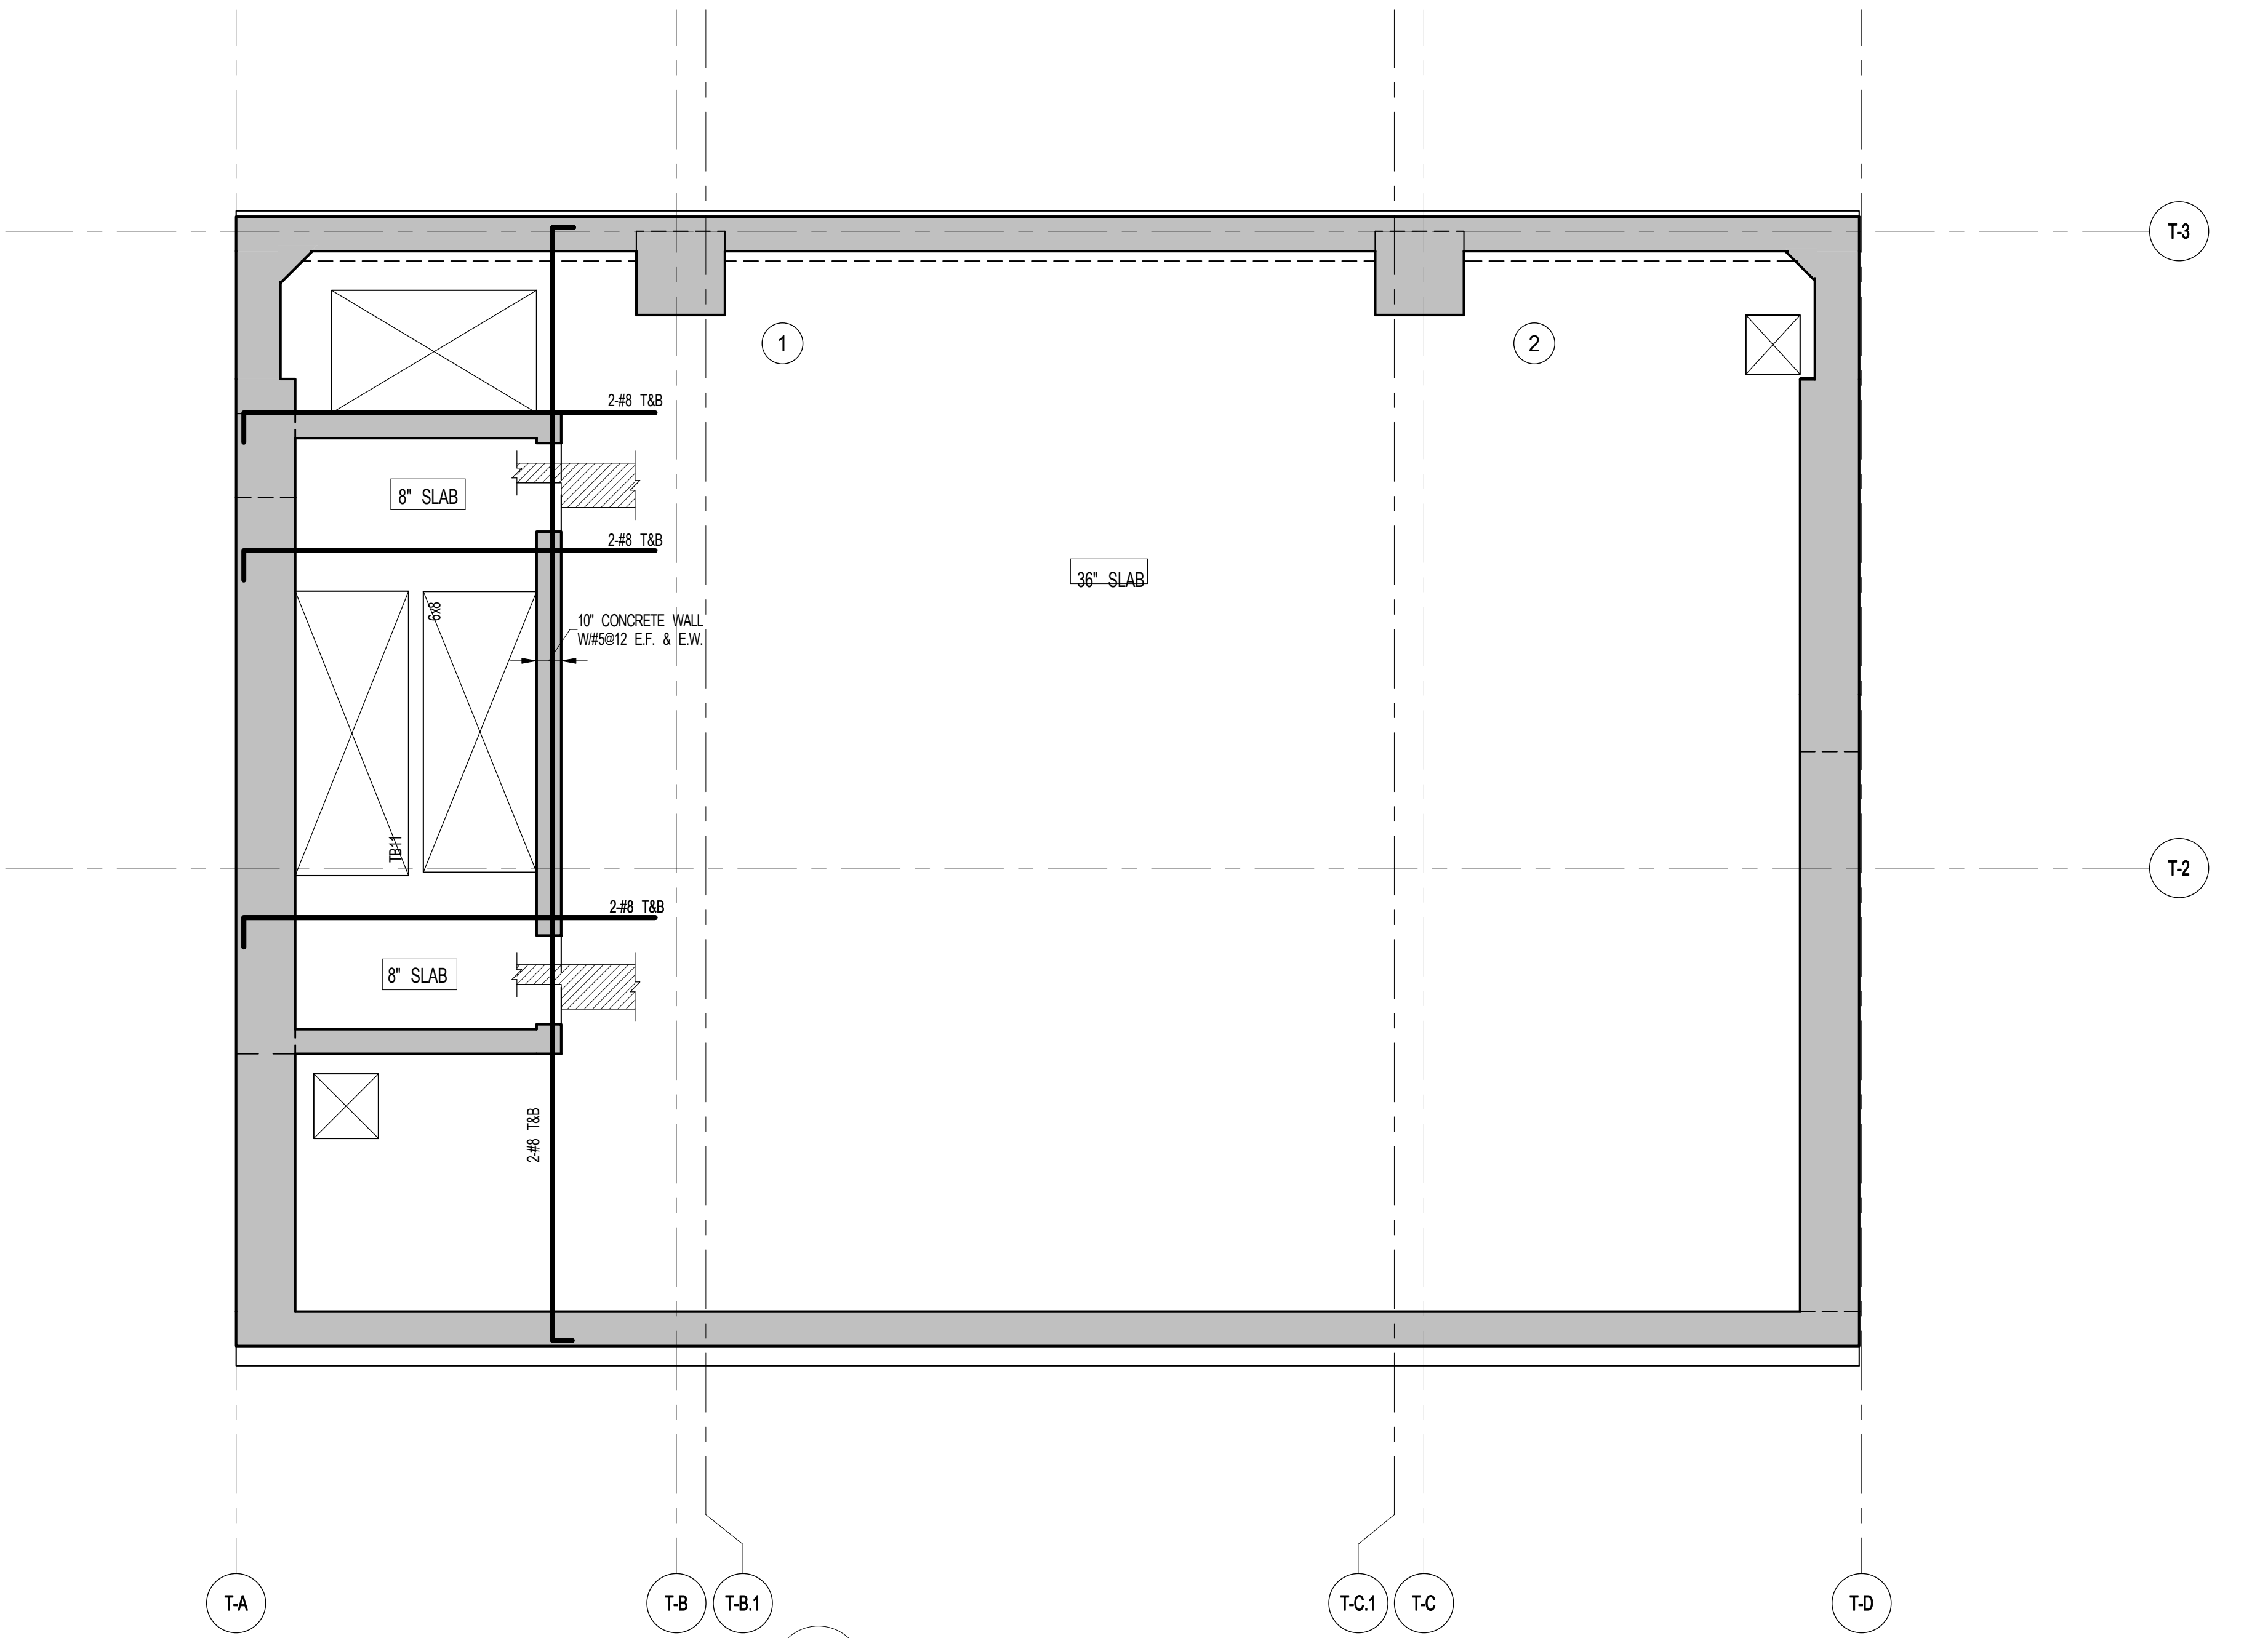 T-3
1
2
2-#8 T&B
8" SLAB
2-#8 T&B
36" SLAB
6x8
10" CONCRETE WALL
W/#5@12 E.F. & E.W.
TB11
T-2
2-#8 T&B
8" SLAB
2-#8 T&B
T-A
T-B
T-B.1
T-C.1
T-C
T-D